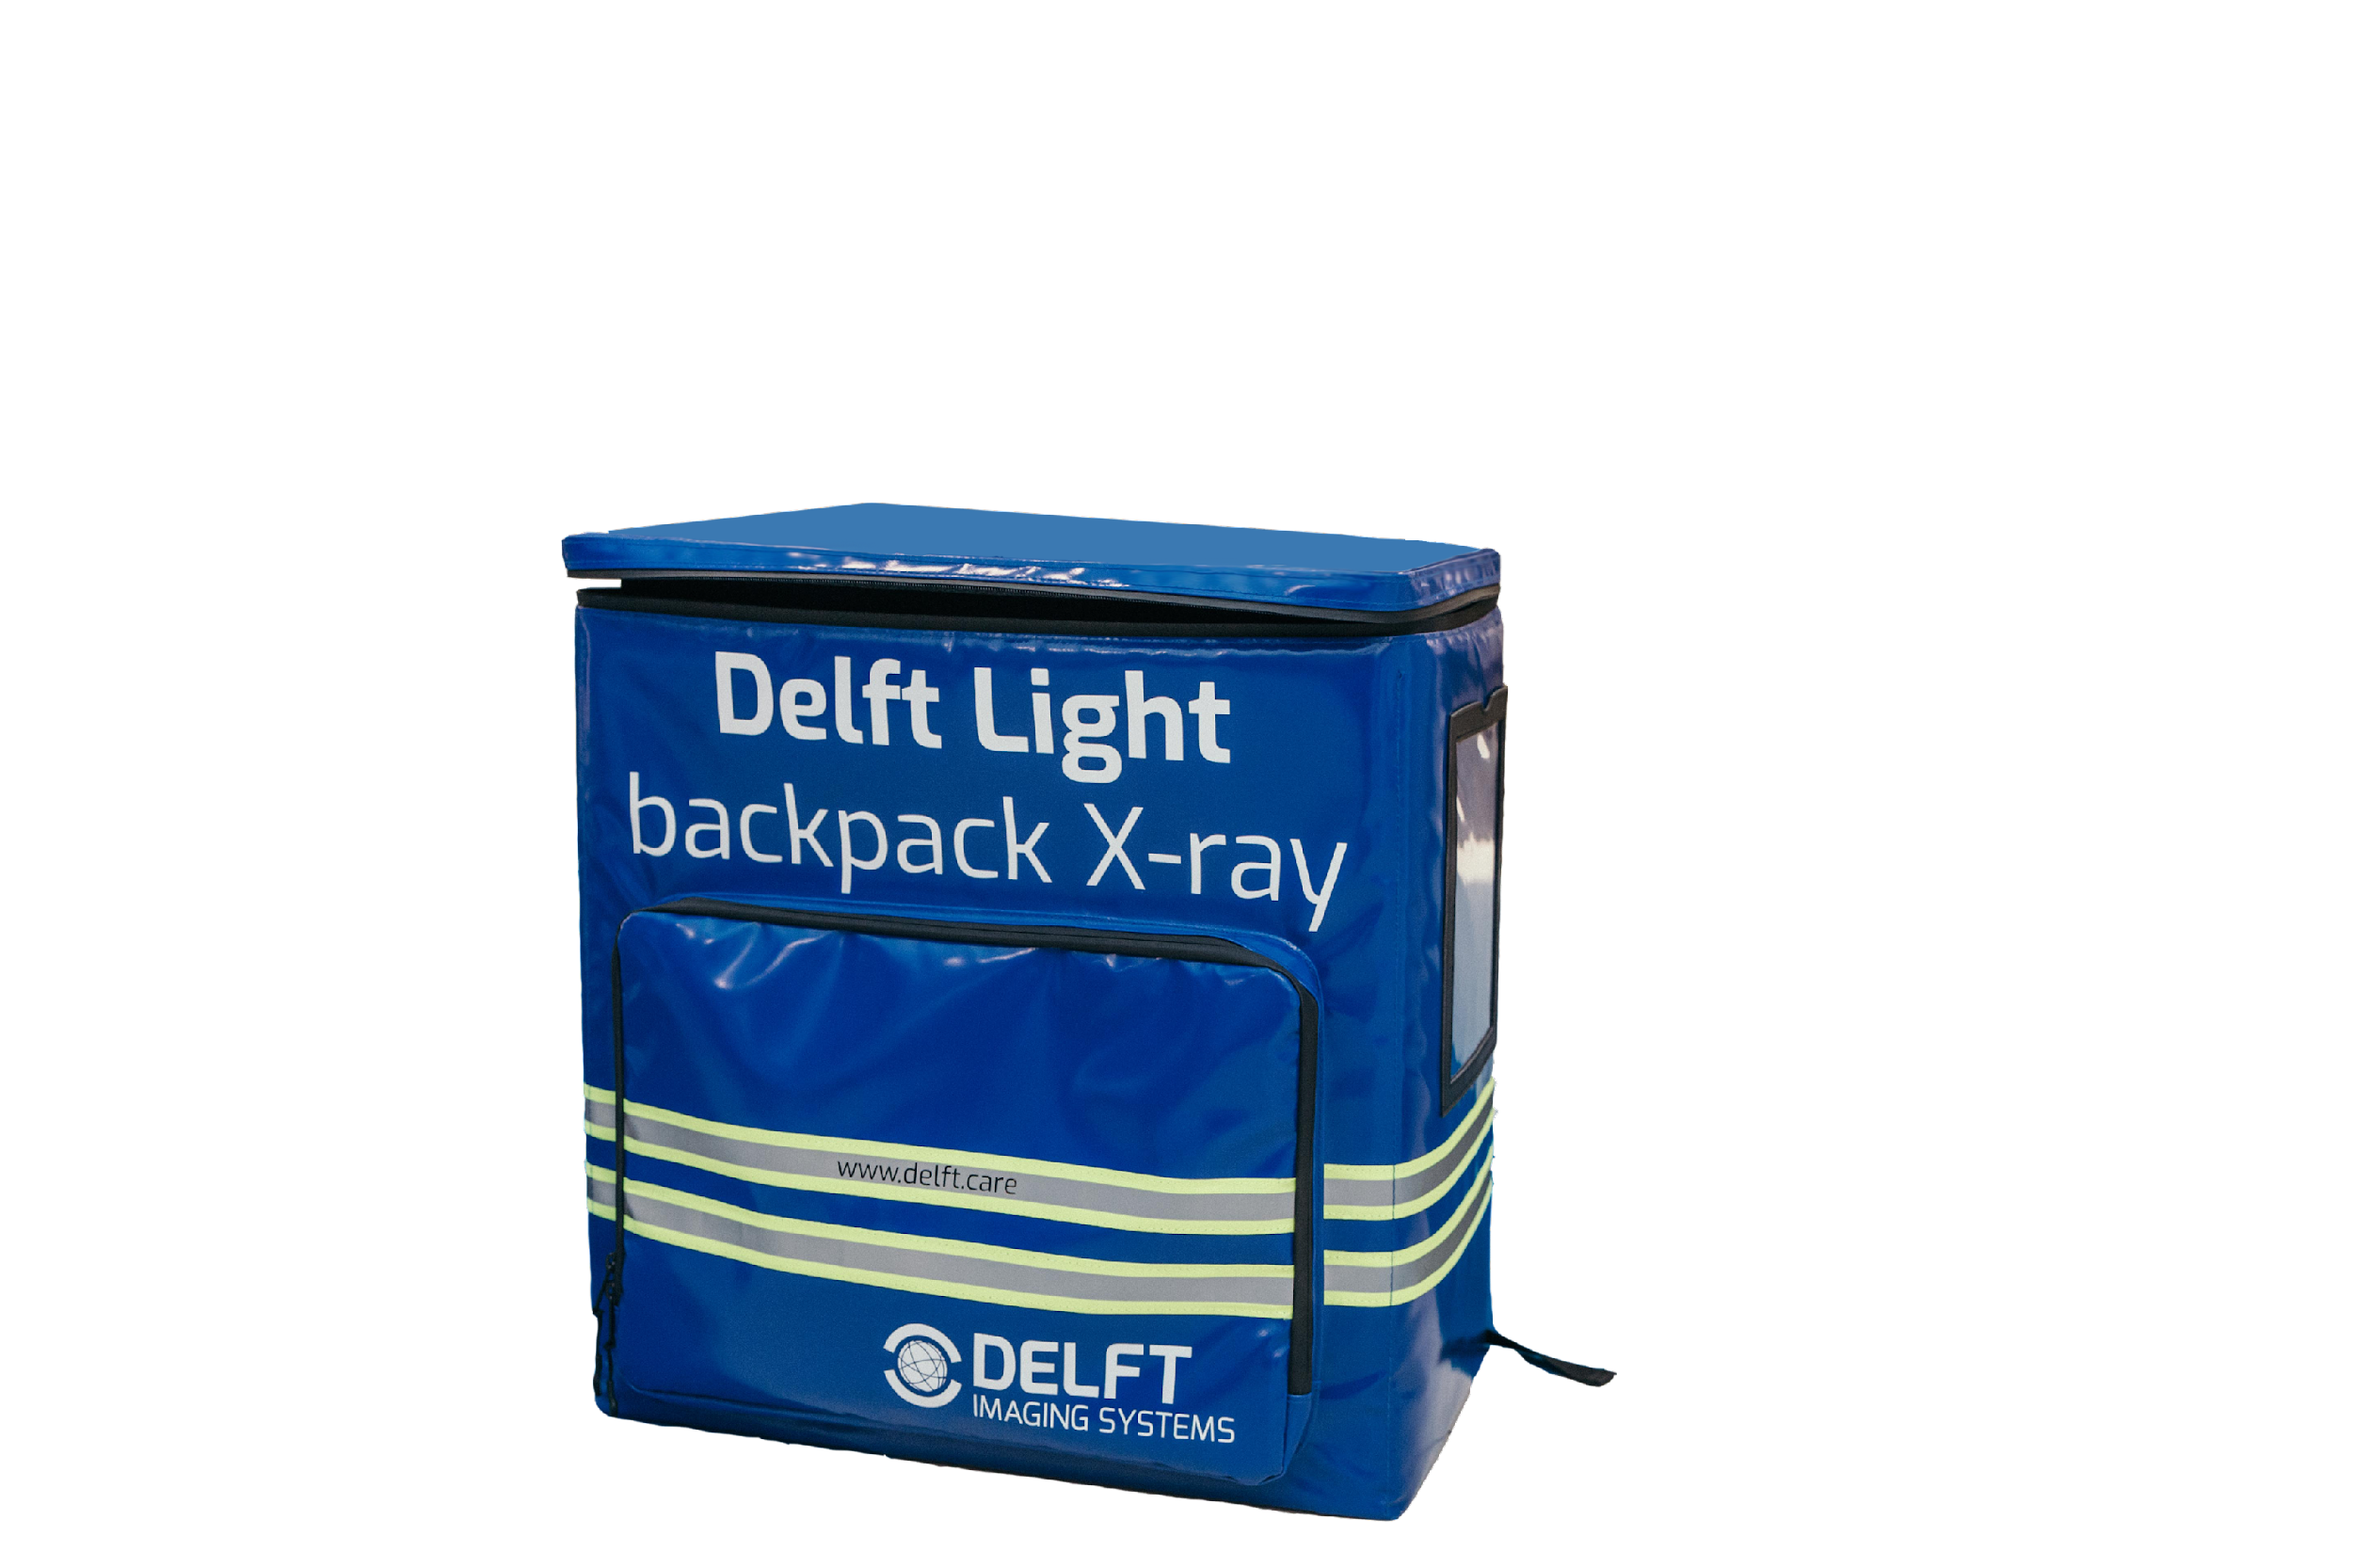 Delft Light
backpack X-ray
www.delft.care
DELFT
IMAGING SYSTEMS